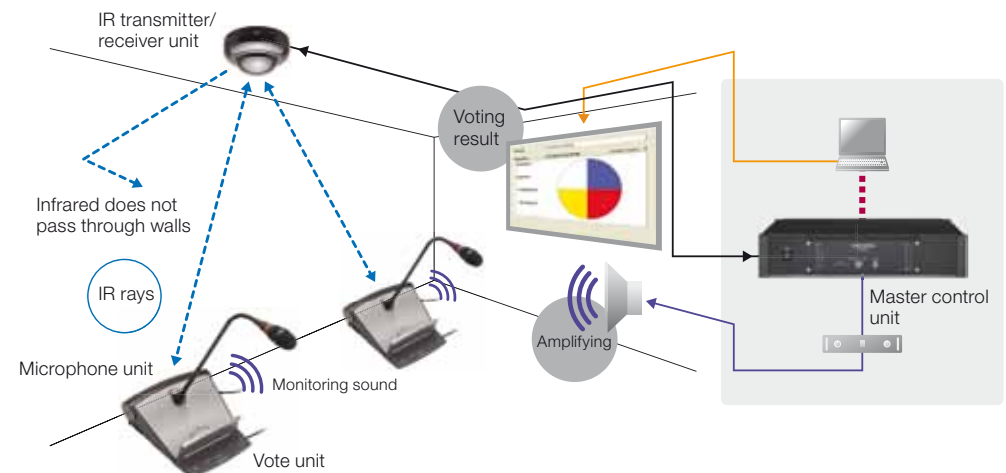 IR transmitter/
receiver unit
Voting
result
Infrared does not
pass through walls
IR rays
Master control
unit
Amplifying
Microphone unit
Monitoring sound
Vote unit